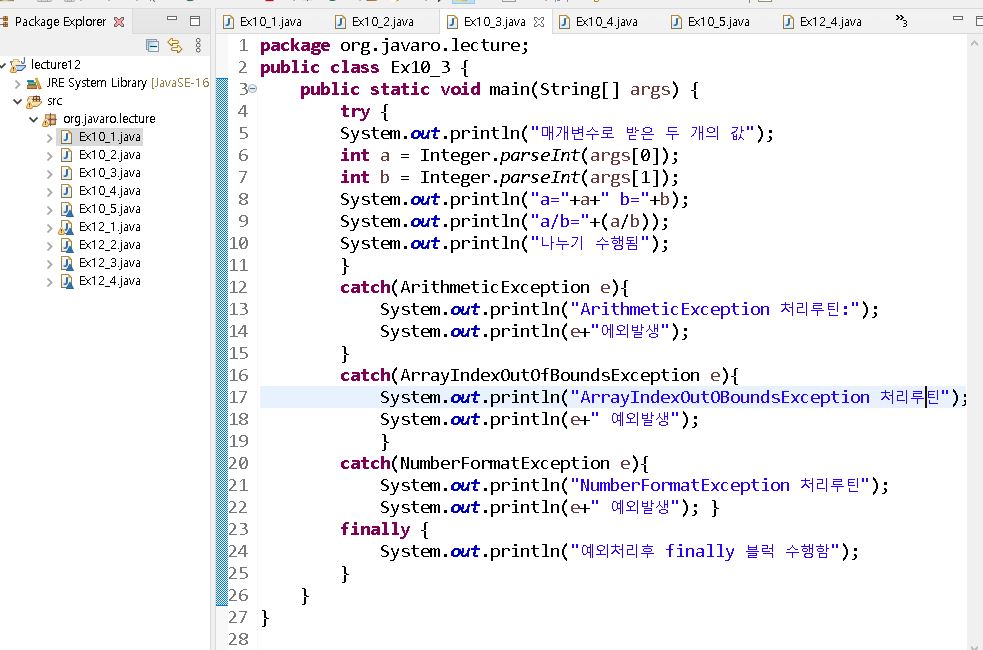 Package Explorer
lecture12
JRE System Library [JavaSE-16
src
org.javaro.lecture
Ex10_1.java
Ex10_2.java
Ex10_3.java
Ex10_4.java
Ex10_5.java
Ex12_1.java
Ex12_2.java
Ex12_3.java
Ex12_4.java
Ex10_1.java Ex10_2.java Ex10_3.java Ex10_4.java Ex10_5.java Ex12_4.java »3
1 package org.javaro.lecture;
2 public class Ex10_3 {
3 public static void main(String[] args) {
4 try {
5 System.out.println("매개변수로 받은 두 개의 값");
6 int a = Integer.parseInt(args[0]);
7 int b = Integer.parseInt(args[1]);
8 System.out.println("a="+a+" b="+b);
9 System.out.println("a/b="+(a/b));
10 System.out.println("나누기 수행됨");
11 }
12 catch(ArithmeticException e){
13 System.out.println("ArithmeticException 처리루틴:");
14 System.out.println(e+"에외발생");
15 }
16 catch(ArrayIndexOutOfBoundsException e){
17 System.out.println("ArrayIndexOutOBoundsException 처리루틴");
18 System.out.println(e+" 예외발생");
19 }
20 catch(NumberFormatException e){
21 System.out.println("NumberFormatException 처리루틴");
22 System.out.println(e+" 예외발생"); }
23 finally {
24 System.out.println("예외처리후 finally 블럭 수행함");
25 }
26 }
27 }
28